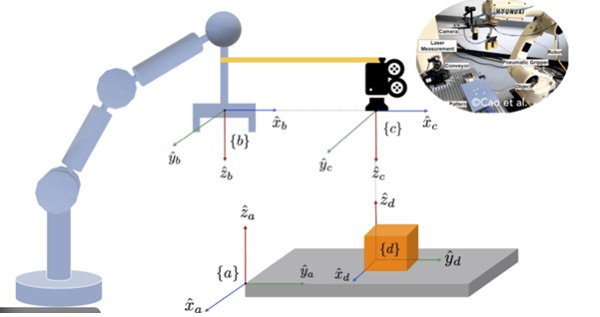 HYUNDAI
Camera
Laser
Measurement
Robot
Conveyor
Pneumatic Gripper
©Cao et al.
x̂_b
{b}
ŷ_b
ẑ_b
x̂_c
{c}
ŷ_c
ẑ_c
ẑ_d
ẑ_a
{d}
ŷ_d
{a}
ŷ_a
x̂_d
x̂_a